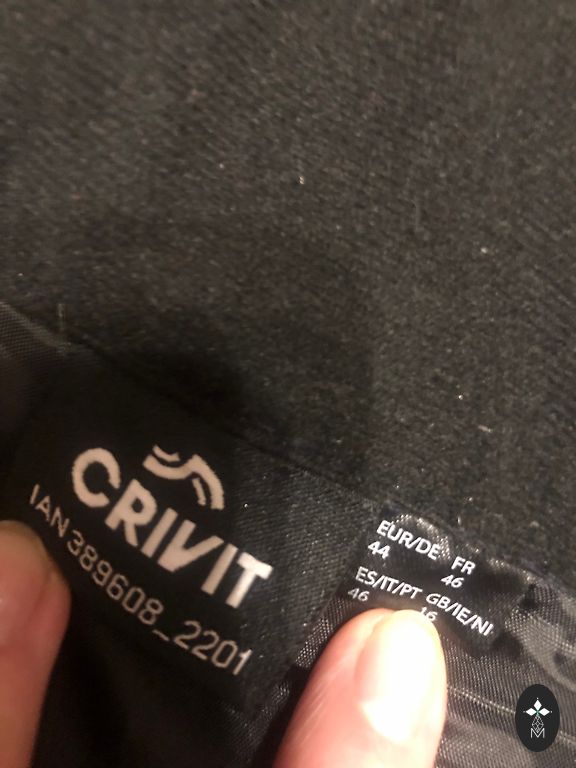 CRIVIT
IAN 389608_2201
EUR/DE FR
44 46
ES/IT/PT GB/IE/NI
46 16
M